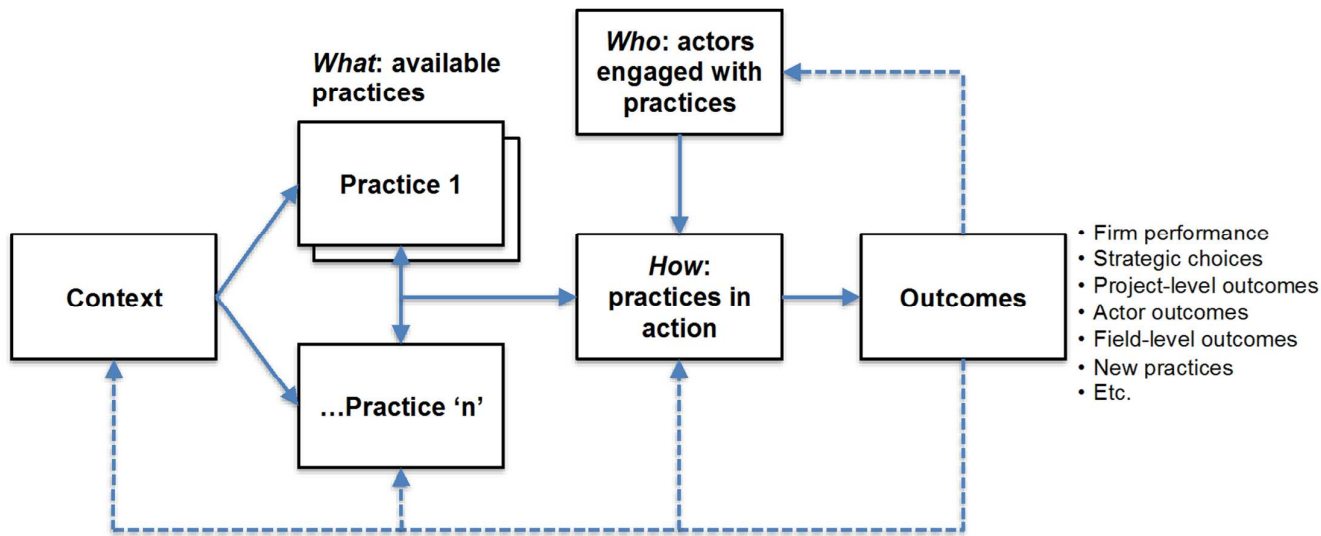 What: available
practices
Who: actors
engaged with
practices
Practice 1
Context
…Practice ‘n’
How:
practices in
action
Outcomes
• Firm performance
• Strategic choices
• Project-level outcomes
• Actor outcomes
• Field-level outcomes
• New practices
• Etc.